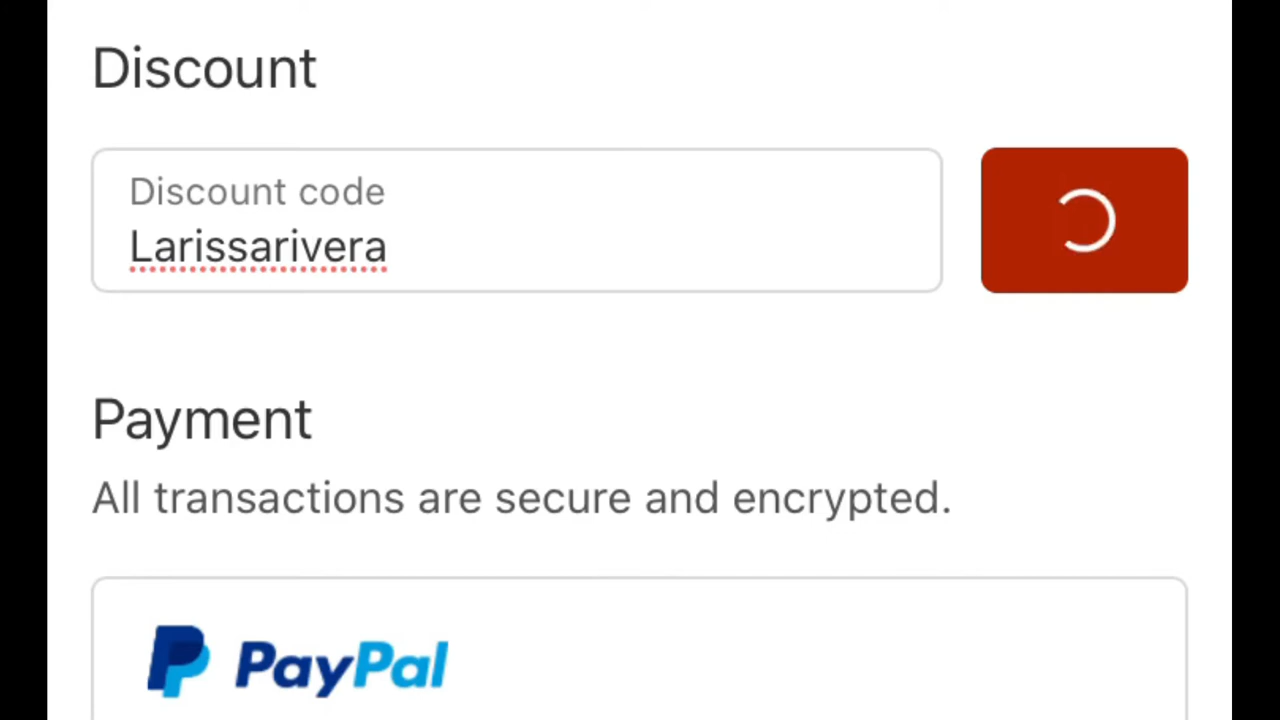 Discount
Discount code
Larissarivera
Payment
All transactions are secure and encrypted.
PayPal